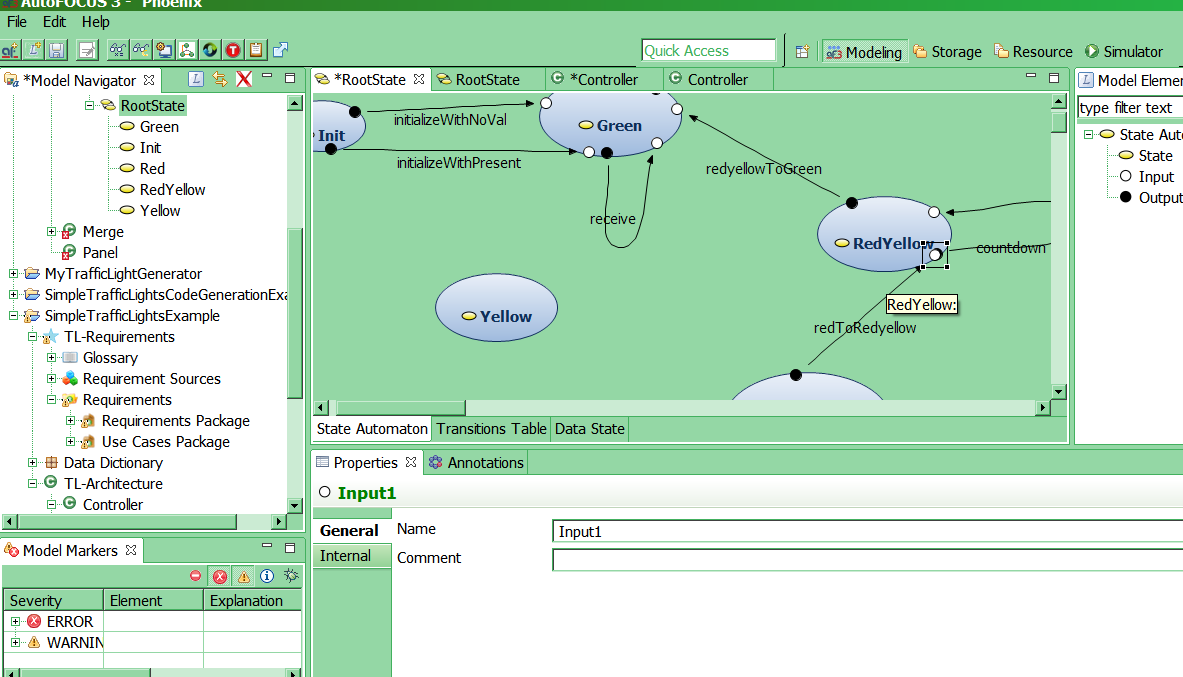 AutoFOCUS 3 - Phoenix
File Edit Help
Quick Access
Modeling
Storage
Resource
Simulator
*Model Navigator
RootState
Green
Init
Red
RedYellow
Yellow
Merge
Panel
MyTrafficLightGenerator
SimpleTrafficLightsCodeGenerationExa
SimpleTrafficLightsExample
TL-Requirements
Glossary
Requirement Sources
Requirements
Requirements Package
Use Cases Package
Data Dictionary
TL-Architecture
Controller
*RootState
RootState
*Controller
Controller
Init
initializeWithNoVal
Green
initializeWithPresent
redyellowToGreen
receive
RedYellow
countdown
RedYellow:
Yellow
redToRedyellow
State Automaton
Transitions Table
Data State
Model Elemen
type filter text
State Auto
State
Input
Output
Properties
Annotations
Input1
General
Name
Input1
Internal
Comment
Model Markers
Severity Element Explanation
ERROR
WARNIN